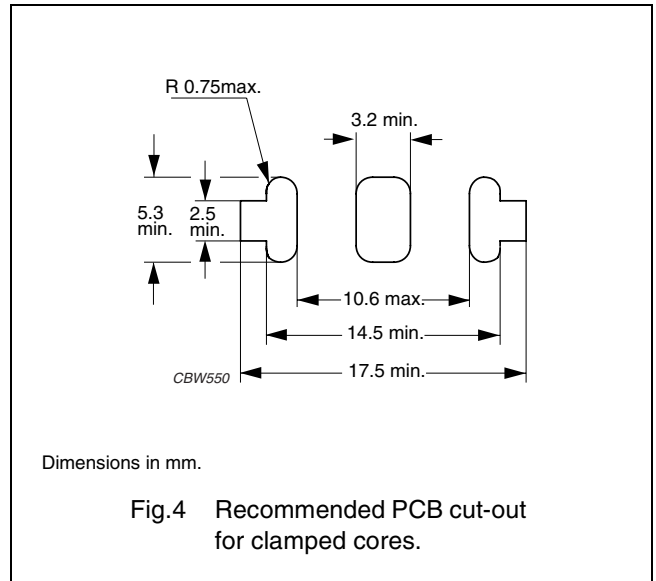 R 0.75max.
3.2 min.
5.3
min.
2.5
min.
10.6 max.
14.5 min.
17.5 min.
CBW550
Dimensions in mm.
Fig.4 Recommended PCB cut-out
for clamped cores.